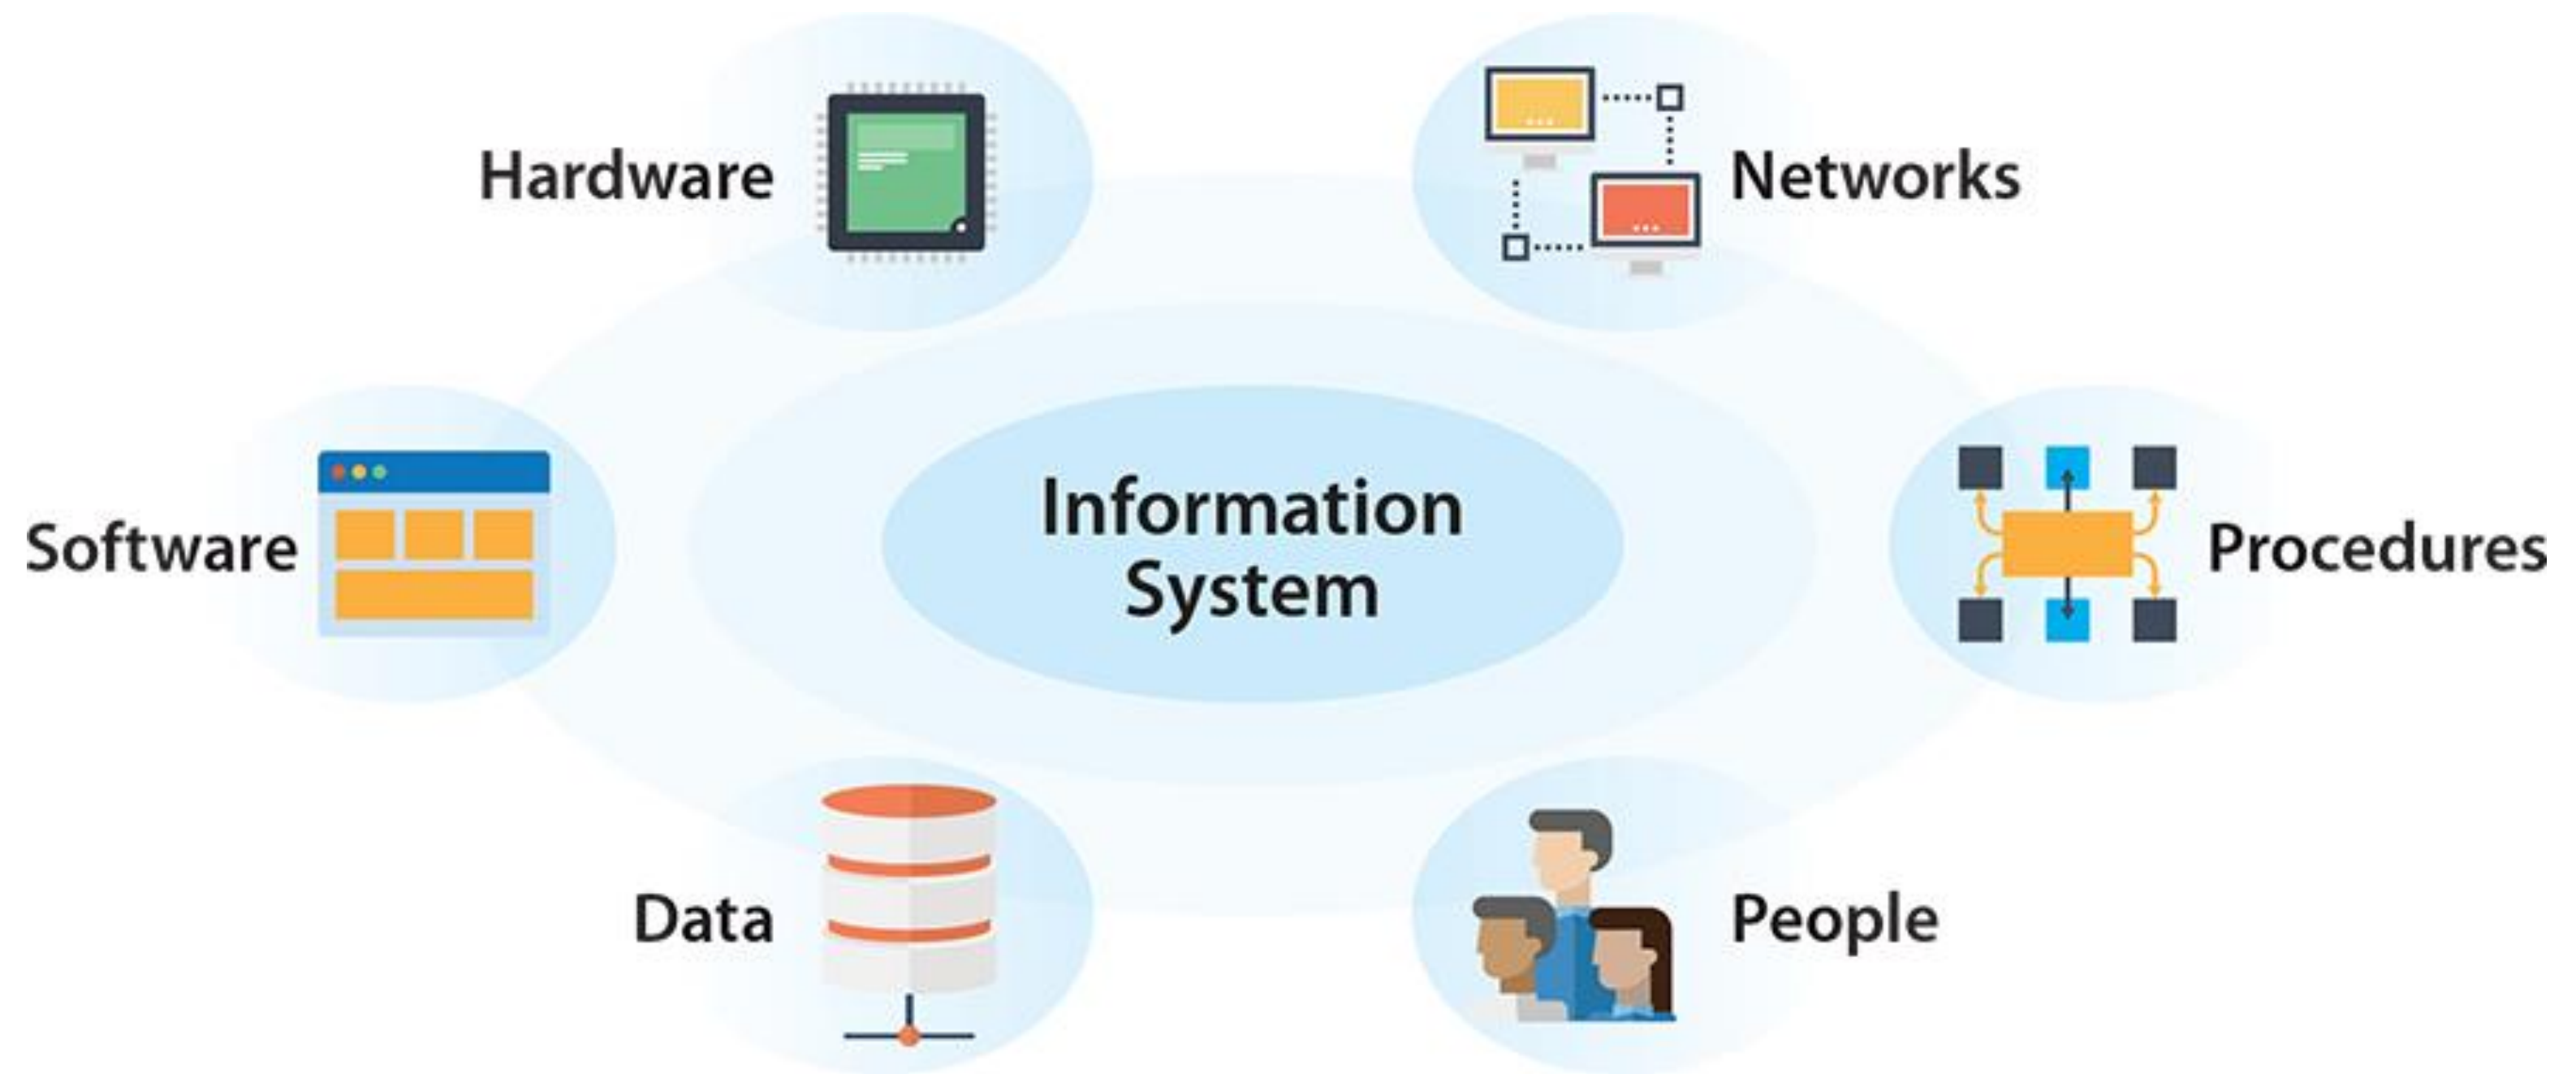 Hardware
Networks
Software
Information
System
Procedures
Data
People